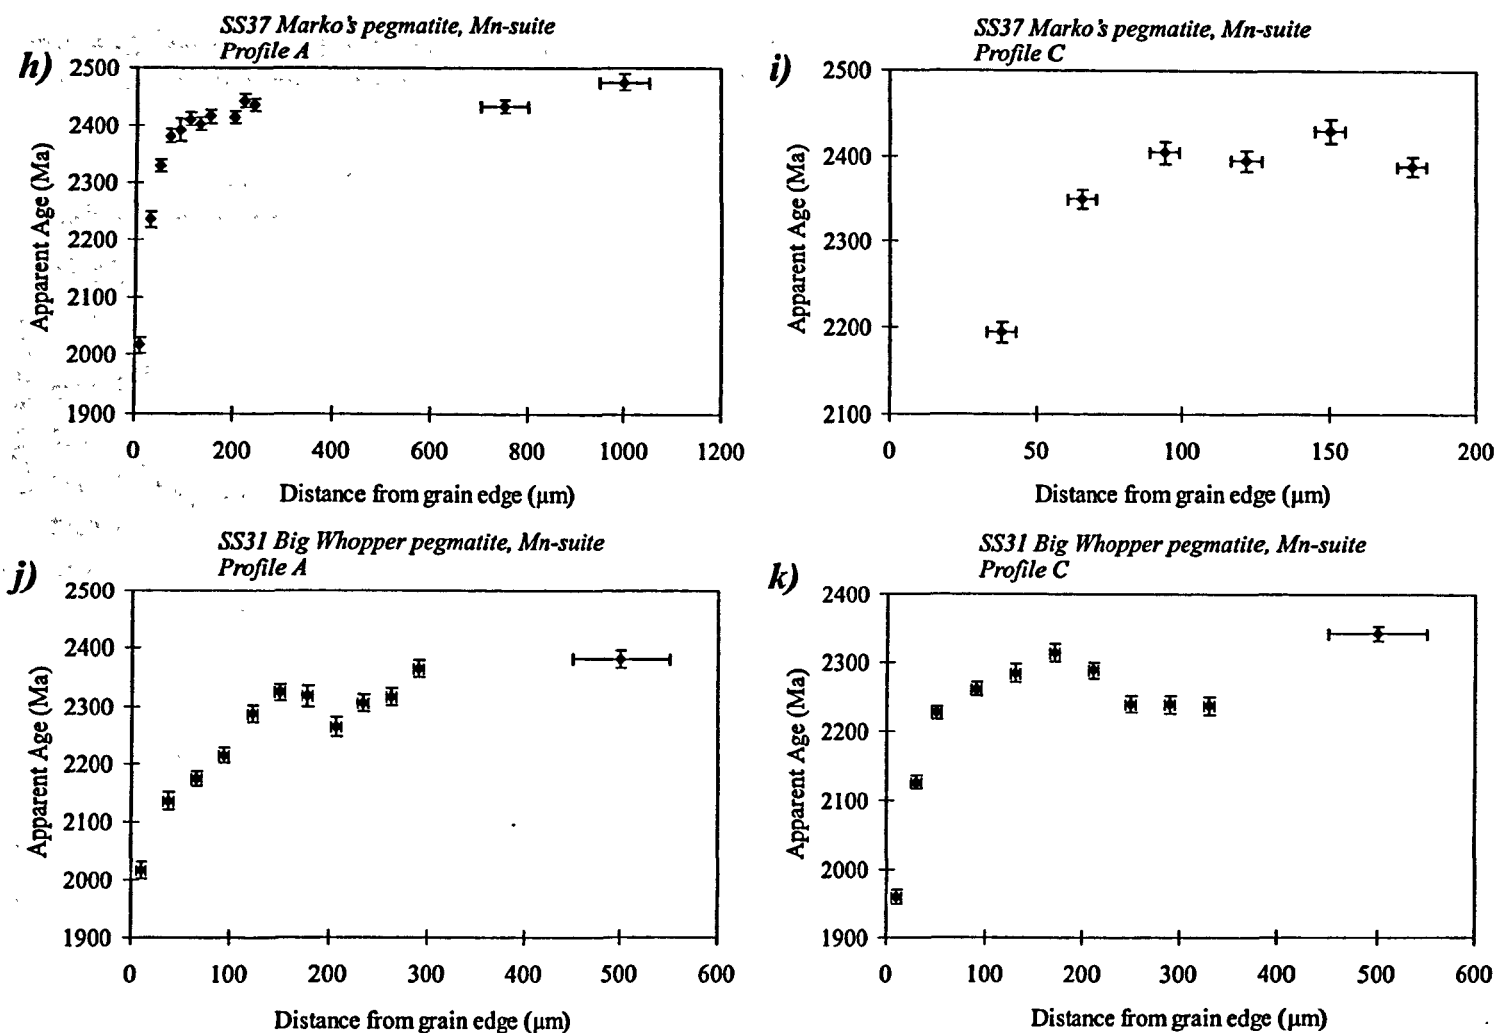 h)
SS37 Marko's pegmatite, Mn-suite
Profile A
2500
2400
2300
2200
2100
2000
1900
Apparent Age (Ma)
0 200 400 600 800 1000 1200
Distance from grain edge (μm)
i)
SS37 Marko's pegmatite, Mn-suite
Profile C
2500
2400
2300
2200
2100
Apparent Age (Ma)
0 50 100 150 200
Distance from grain edge (μm)
j)
SS31 Big Whopper pegmatite, Mn-suite
Profile A
2500
2400
2300
2200
2100
2000
1900
Apparent Age (Ma)
0 100 200 300 400 500 600
Distance from grain edge (μm)
k)
SS31 Big Whopper pegmatite, Mn-suite
Profile C
2400
2300
2200
2100
2000
1900
Apparent Age (Ma)
0 100 200 300 400 500 600
Distance from grain edge (μm)